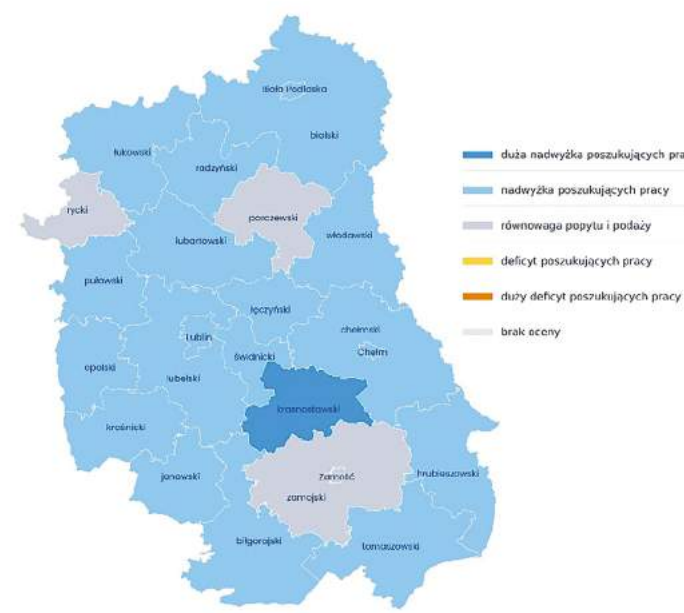 Biała Podlaska
bialski
łukowski
radzyński
rycki
parczewski
lubartowski
włodawski
puławski
łęczyński
chełmski
Lublin
Chełm
świdnicki
opolski
lubelski
krasnostawski
kraśnicki
janowski
Zamość
hrubieszowski
zamojski
biłgorajski
tomaszowski
duża nadwyżka poszukujących pra
nadwyżka poszukujących pracy
równowaga popytu i podaży
deficyt poszukujących pracy
duży deficyt poszukujących pracy
brak oceny